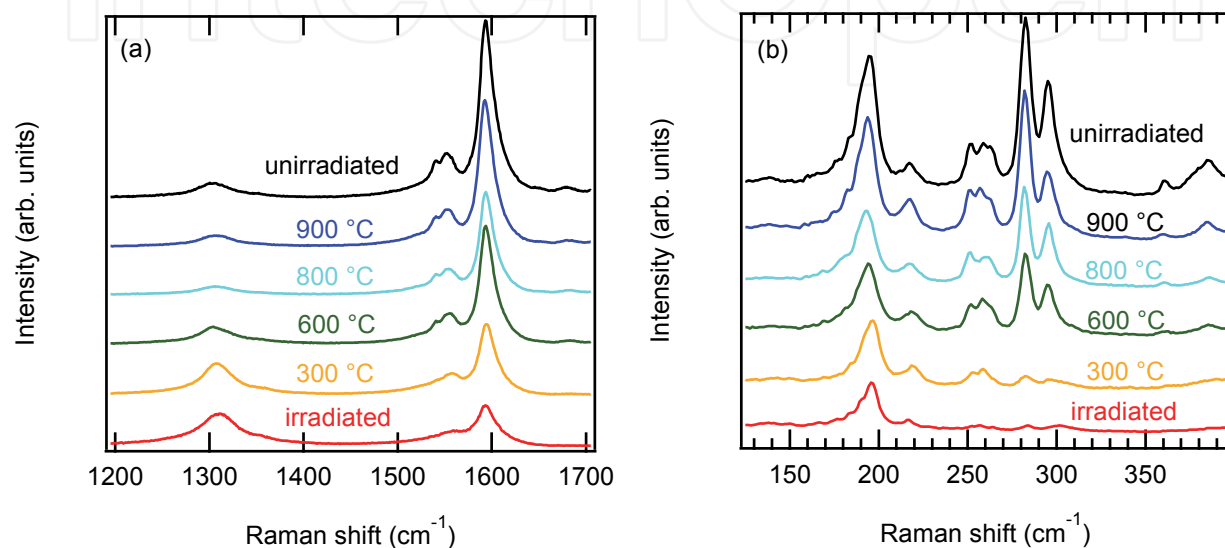 (a)
unirradiated
900 °C
800 °C
600 °C
300 °C
irradiated
Intensity (arb. units)
1200 1300 1400 1500 1600 1700
Raman shift (cm⁻¹)
(b)
unirradiated
900 °C
800 °C
600 °C
300 °C
irradiated
Intensity (arb. units)
150 200 250 300 350
Raman shift (cm⁻¹)